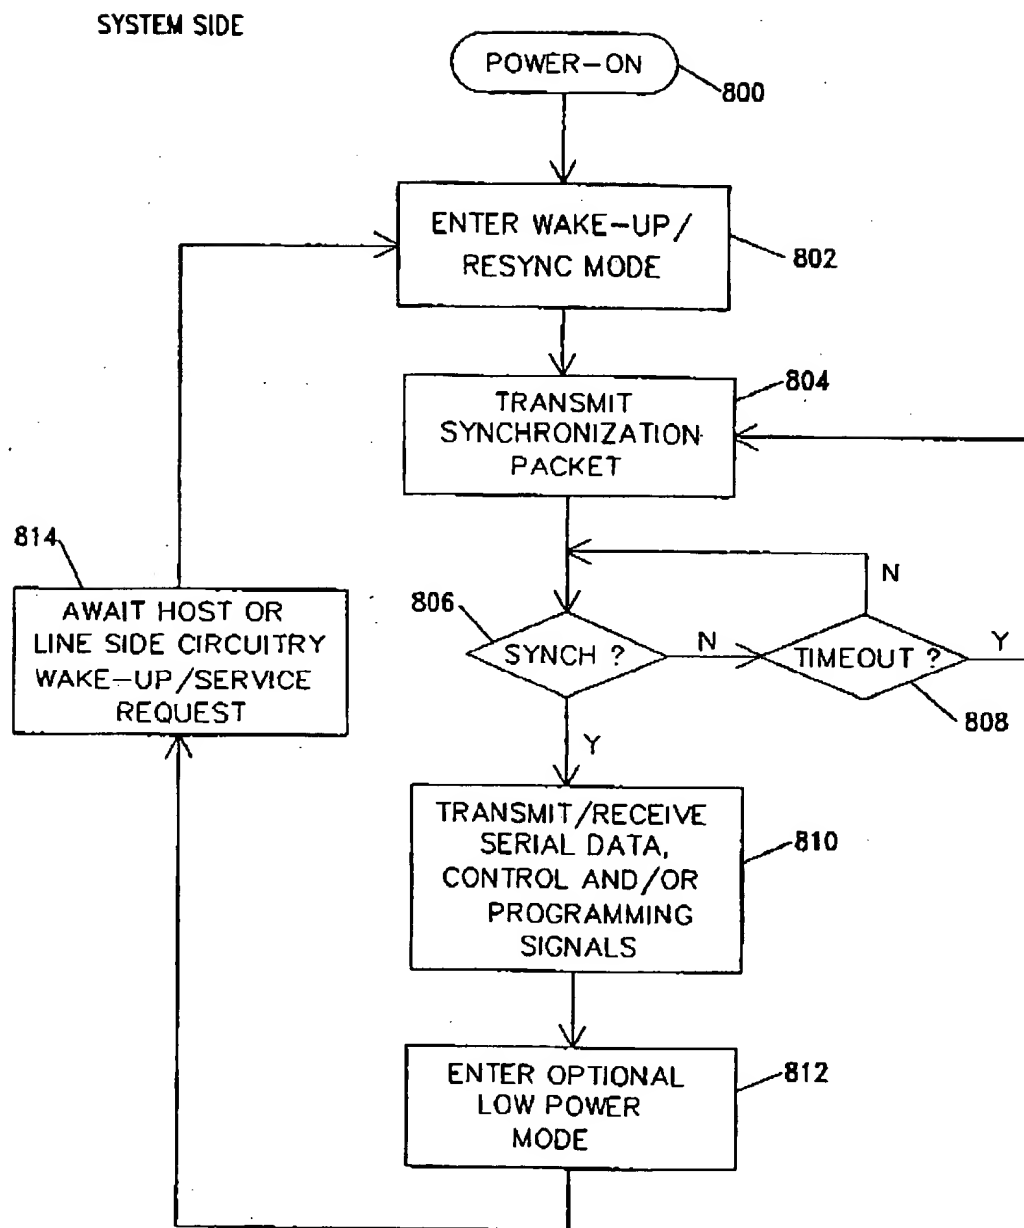 SYSTEM SIDE
POWER-ON
800
ENTER WAKE-UP/
RESYNC MODE
802
804
TRANSMIT
SYNCHRONIZATION
PACKET
814
N
AWAIT HOST OR
LINE SIDE CIRCUITRY
WAKE-UP/SERVICE
REQUEST
806
SYNCH ?
N
TIMEOUT ?
Y
808
Y
TRANSMIT/RECEIVE
SERIAL DATA,
CONTROL AND/OR
PROGRAMMING
SIGNALS
810
ENTER OPTIONAL
LOW POWER
MODE
812